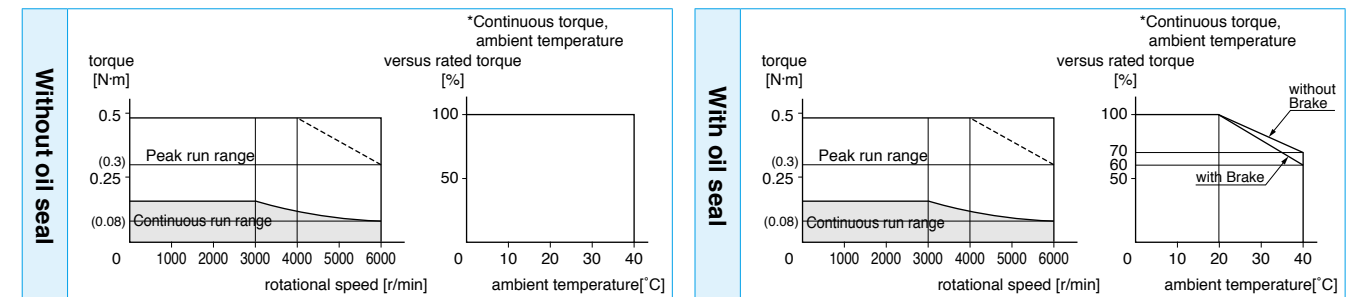 Without oil seal
torque
[N·m]
0.5
(0.3)
0.25
(0.08)
Peak run range
Continuous run range
0 1000 2000 3000 4000 5000 6000
rotational speed [r/min]
*Continuous torque,
ambient temperature
versus rated torque
[%]
100
50
0 10 20 30 40
ambient temperature[˚C]
With oil seal
torque
[N·m]
0.5
(0.3)
0.25
(0.08)
Peak run range
Continuous run range
0 1000 2000 3000 4000 5000 6000
rotational speed [r/min]
*Continuous torque,
ambient temperature
versus rated torque
[%]
without
Brake
100
70
60
50
with Brake
0 10 20 30 40
ambient temperature[˚C]